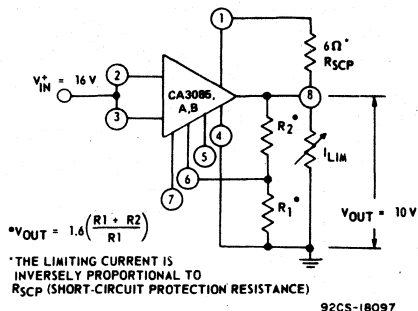 1
6Ω*
RSCP
V+IN = 16 V
2
3
CA3085,
A,B
8
4
5
6
7
R2*
R1*
ILIM
VOUT = 10 V
*VOUT = 1.6 (R1 + R2 / R1)
*THE LIMITING CURRENT IS
INVERSELY PROPORTIONAL TO
RSCP (SHORT-CIRCUIT PROTECTION RESISTANCE)
92CS-18097